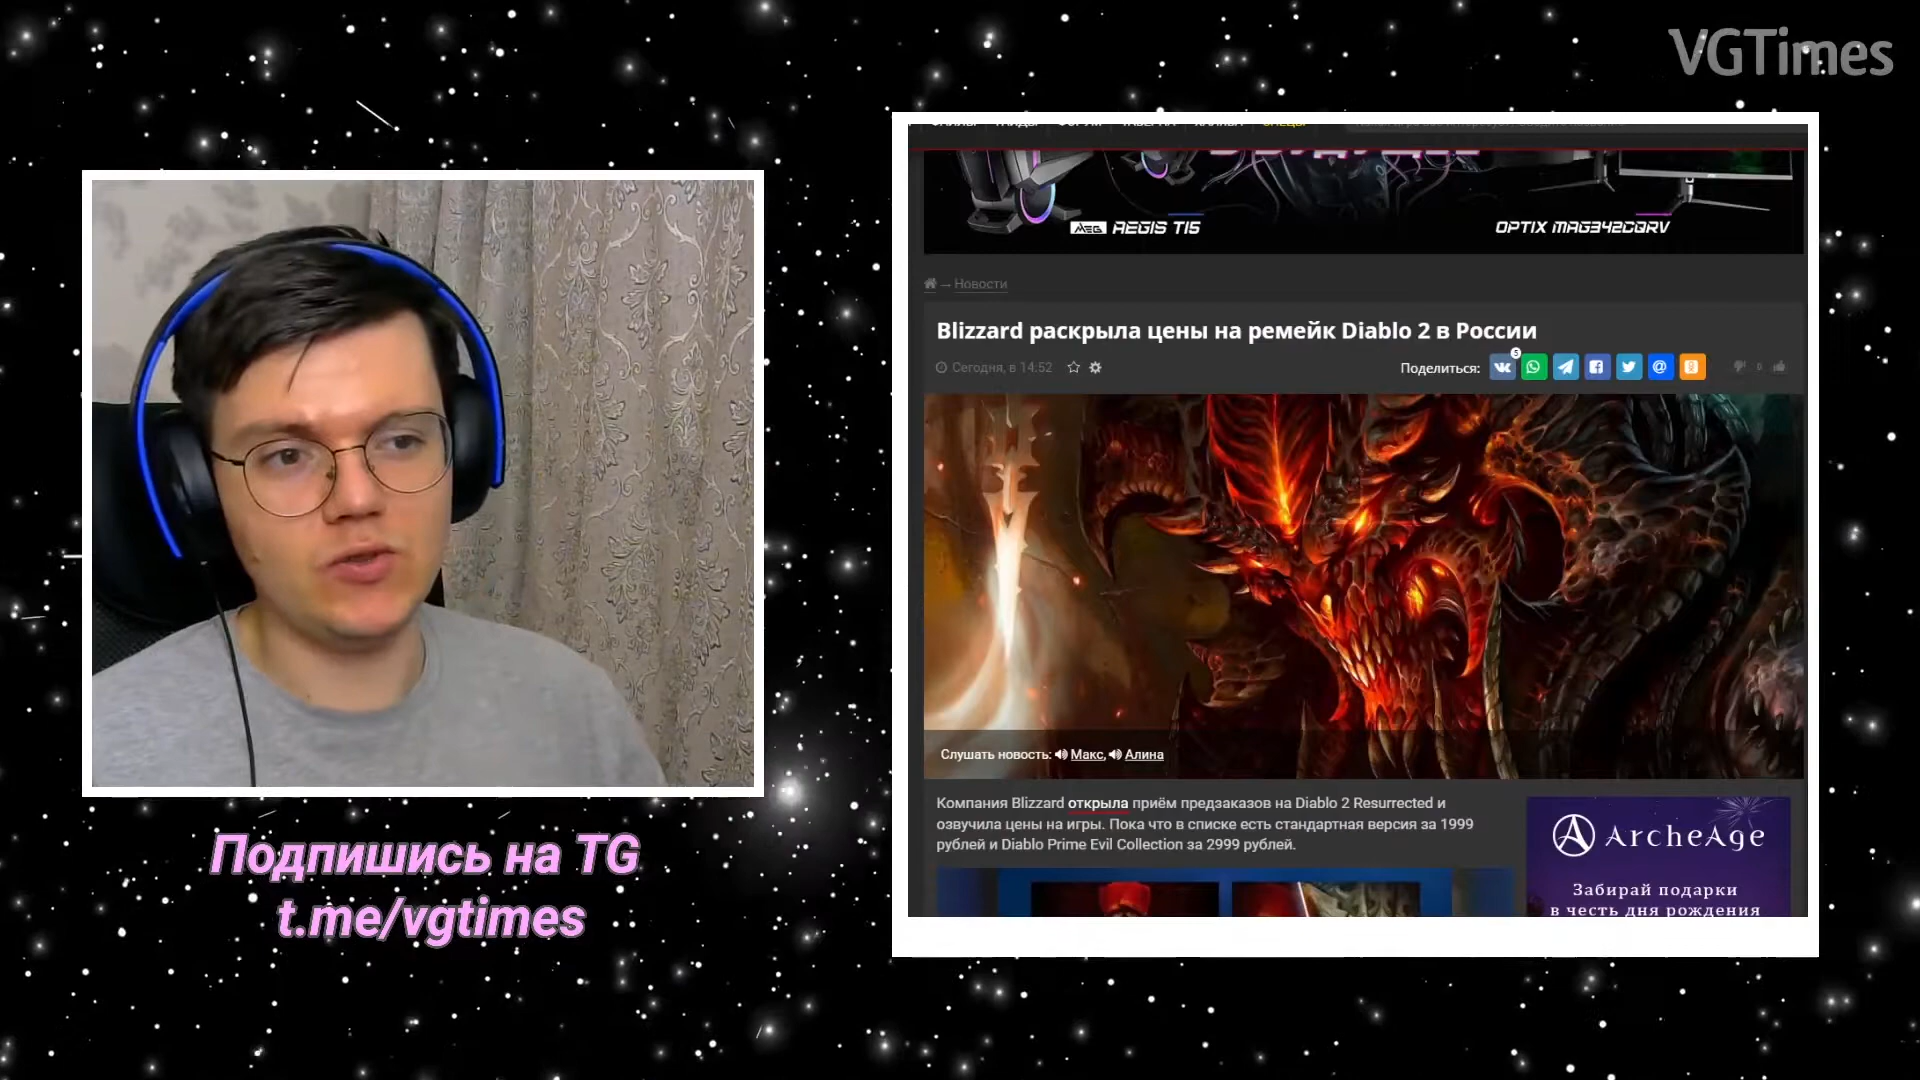 VGTimes
AEGIS TI5
OPTIX MAG342CQRV
→ Новости
Blizzard раскрыла цены на ремейк Diablo 2 в России
Сегодня, в 14:52
Поделиться:
5
0
Слушать новость: Макс, Алина
Компания Blizzard открыла приём предзаказов на Diablo 2 Resurrected и
озвучила цены на игры. Пока что в списке есть стандартная версия за 1999
рублей и Diablo Prime Evil Collection за 2999 рублей.
ArcheAge
Забирай подарки
в честь дня рождения
Подпишись на TG
t.me/vgtimes